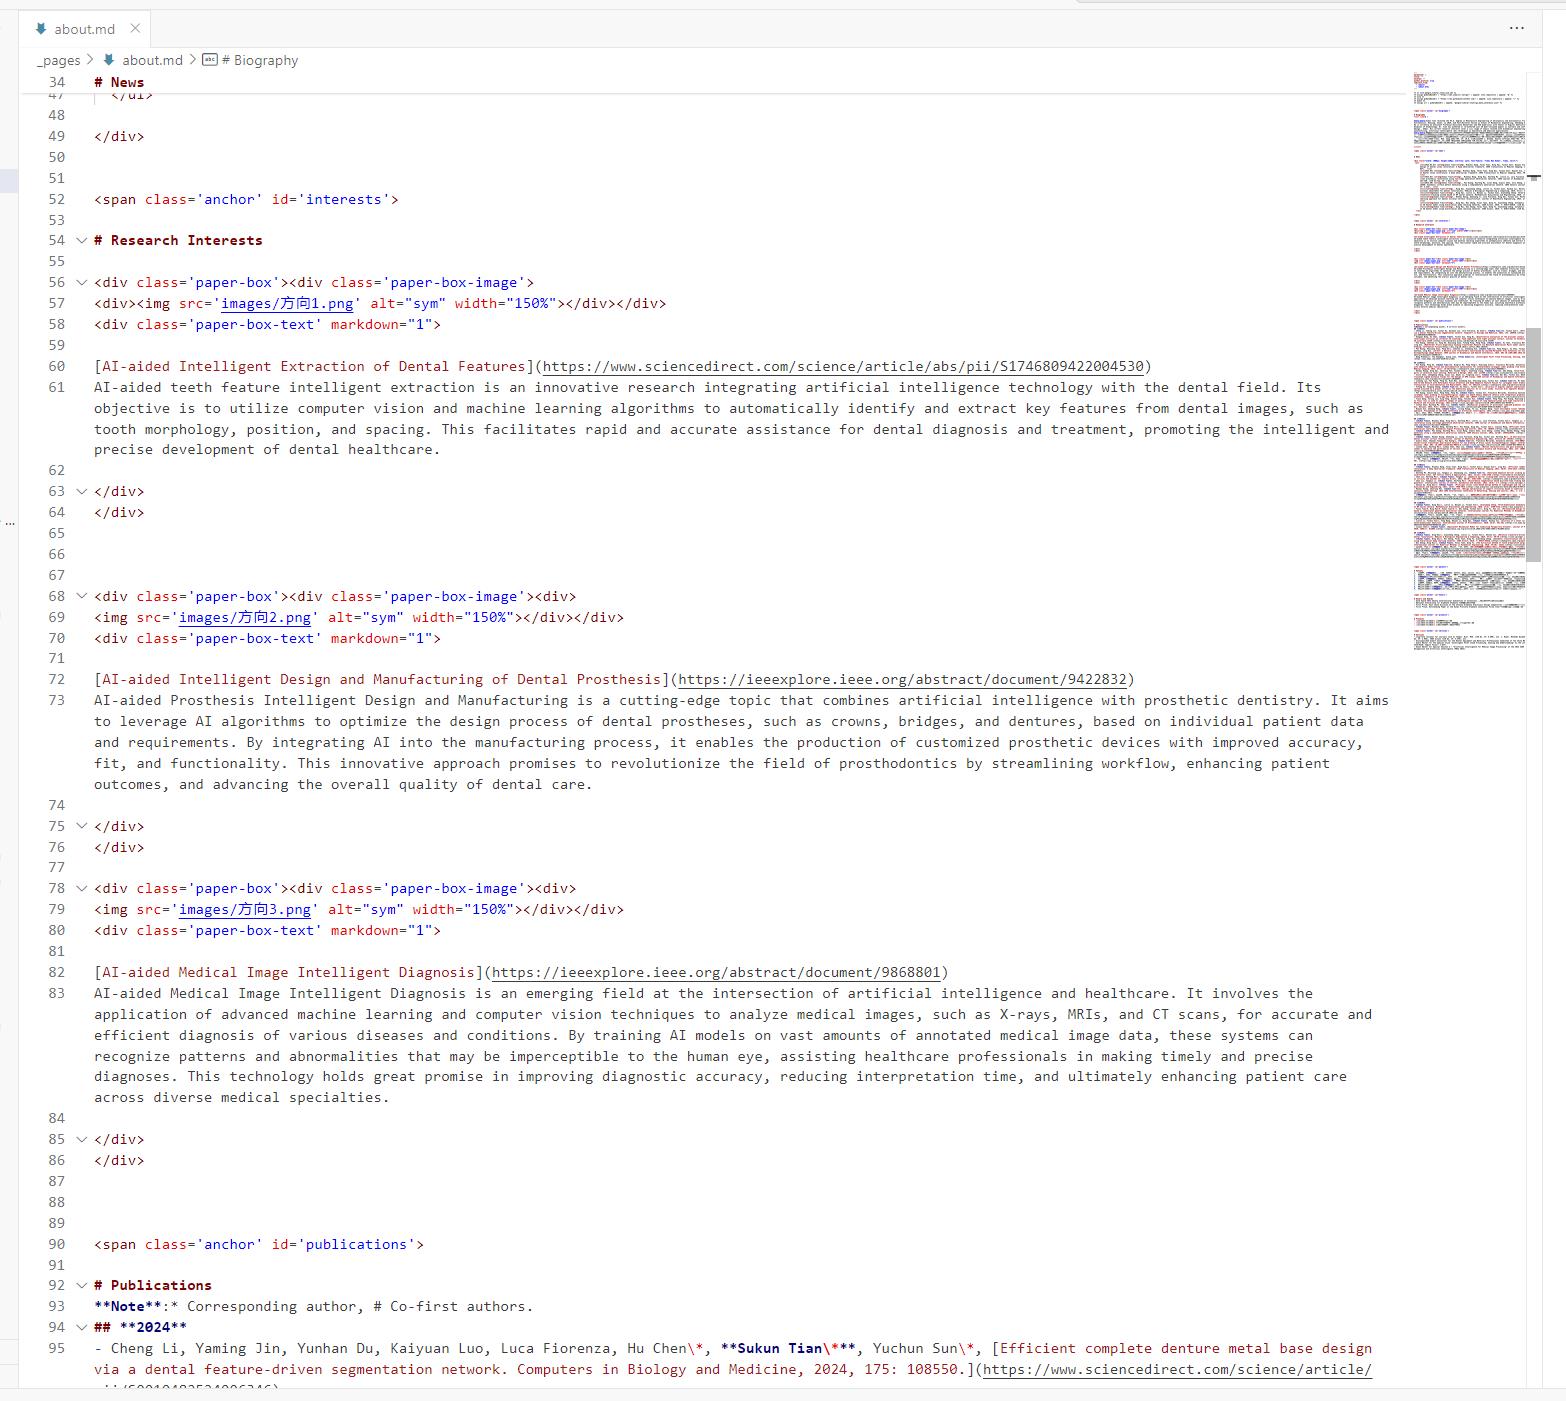 about.md
_pages > about.md > # Biography
34 # News
47 </ul>
48
49 </div>
50
51
52 <span class='anchor' id='interests'>
53
54 # Research Interests
55
56 <div class='paper-box'><div class='paper-box-image'>
57 <div><img src='images/方向1.png' alt="sym" width="150%"></div></div>
58 <div class='paper-box-text' markdown="1">
59
60 [AI-aided Intelligent Extraction of Dental Features](https://www.sciencedirect.com/science/article/abs/pii/S1746809422004530)
61 AI-aided teeth feature intelligent extraction is an innovative research integrating artificial intelligence technology with the dental field. Its
objective is to utilize computer vision and machine learning algorithms to automatically identify and extract key features from dental images, such as
tooth morphology, position, and spacing. This facilitates rapid and accurate assistance for dental diagnosis and treatment, promoting the intelligent and
precise development of dental healthcare.
62
63 </div>
64 </div>
65
66
67
68 <div class='paper-box'><div class='paper-box-image'><div>
69 <img src='images/方向2.png' alt="sym" width="150%"></div></div>
70 <div class='paper-box-text' markdown="1">
71
72 [AI-aided Intelligent Design and Manufacturing of Dental Prosthesis](https://ieeexplore.ieee.org/abstract/document/9422832)
73 AI-aided Prosthesis Intelligent Design and Manufacturing is a cutting-edge topic that combines artificial intelligence with prosthetic dentistry. It aims
to leverage AI algorithms to optimize the design process of dental prostheses, such as crowns, bridges, and dentures, based on individual patient data
and requirements. By integrating AI into the manufacturing process, it enables the production of customized prosthetic devices with improved accuracy,
fit, and functionality. This innovative approach promises to revolutionize the field of prosthodontics by streamlining workflow, enhancing patient
outcomes, and advancing the overall quality of dental care.
74
75 </div>
76 </div>
77
78 <div class='paper-box'><div class='paper-box-image'><div>
79 <img src='images/方向3.png' alt="sym" width="150%"></div></div>
80 <div class='paper-box-text' markdown="1">
81
82 [AI-aided Medical Image Intelligent Diagnosis](https://ieeexplore.ieee.org/abstract/document/9868801)
83 AI-aided Medical Image Intelligent Diagnosis is an emerging field at the intersection of artificial intelligence and healthcare. It involves the
application of advanced machine learning and computer vision techniques to analyze medical images, such as X-rays, MRIs, and CT scans, for accurate and
efficient diagnosis of various diseases and conditions. By training AI models on vast amounts of annotated medical image data, these systems can
recognize patterns and abnormalities that may be imperceptible to the human eye, assisting healthcare professionals in making timely and precise
diagnoses. This technology holds great promise in improving diagnostic accuracy, reducing interpretation time, and ultimately enhancing patient care
across diverse medical specialties.
84
85 </div>
86 </div>
87
88
89
90 <span class='anchor' id='publications'>
91
92 # Publications
93 **Note**:* Corresponding author, # Co-first authors.
94 ## **2024**
95 - Cheng Li, Yaming Jin, Yunhan Du, Kaiyuan Luo, Luca Fiorenza, Hu Chen\*, **Sukun Tian\***, Yuchun Sun\*, [Efficient complete denture metal base design
via a dental feature-driven segmentation network. Computers in Biology and Medicine, 2024, 175: 108550.](https://www.sciencedirect.com/science/article/